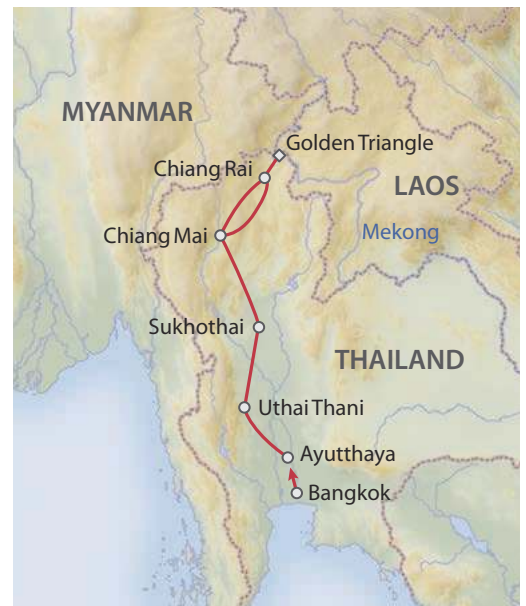 MYANMAR
Golden Triangle
Chiang Rai
LAOS
Chiang Mai
Mekong
Sukhothai
THAILAND
Uthai Thani
Ayutthaya
Bangkok